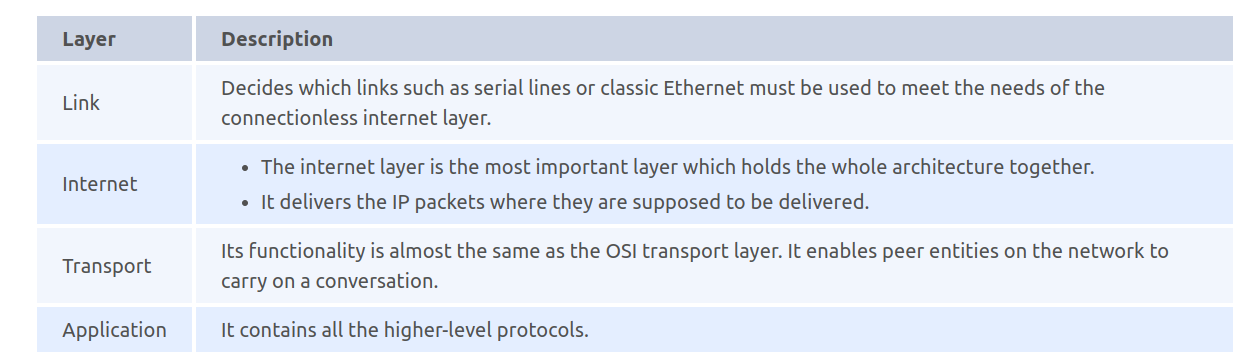 Layer Description
Link
Decides which links such as serial lines or classic Ethernet must be used to meet the needs of the
connectionless internet layer.
Internet
• The internet layer is the most important layer which holds the whole architecture together.
• It delivers the IP packets where they are supposed to be delivered.
Transport
Its functionality is almost the same as the OSI transport layer. It enables peer entities on the network to
carry on a conversation.
Application It contains all the higher-level protocols.